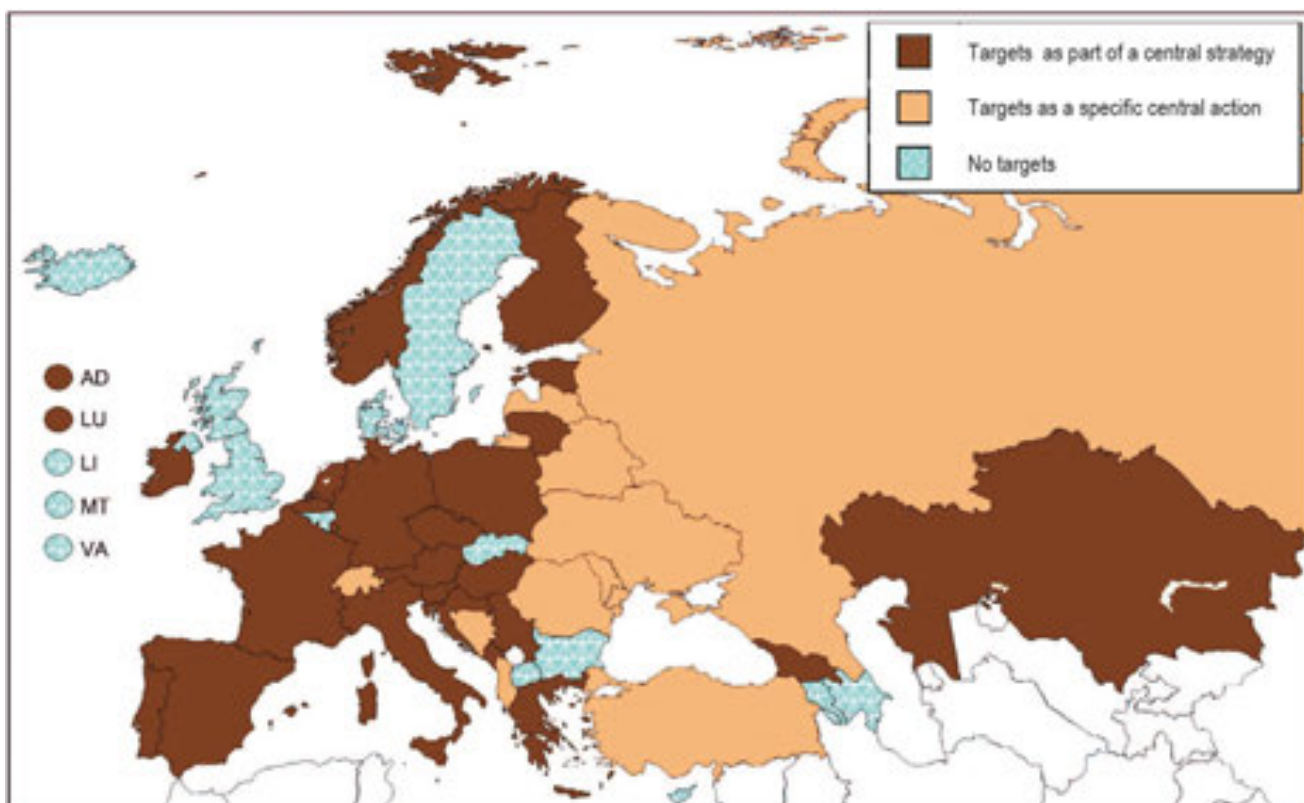 Targets as part of a central strategy
Targets as a specific central action
No targets
AD
LU
LI
MT
VA